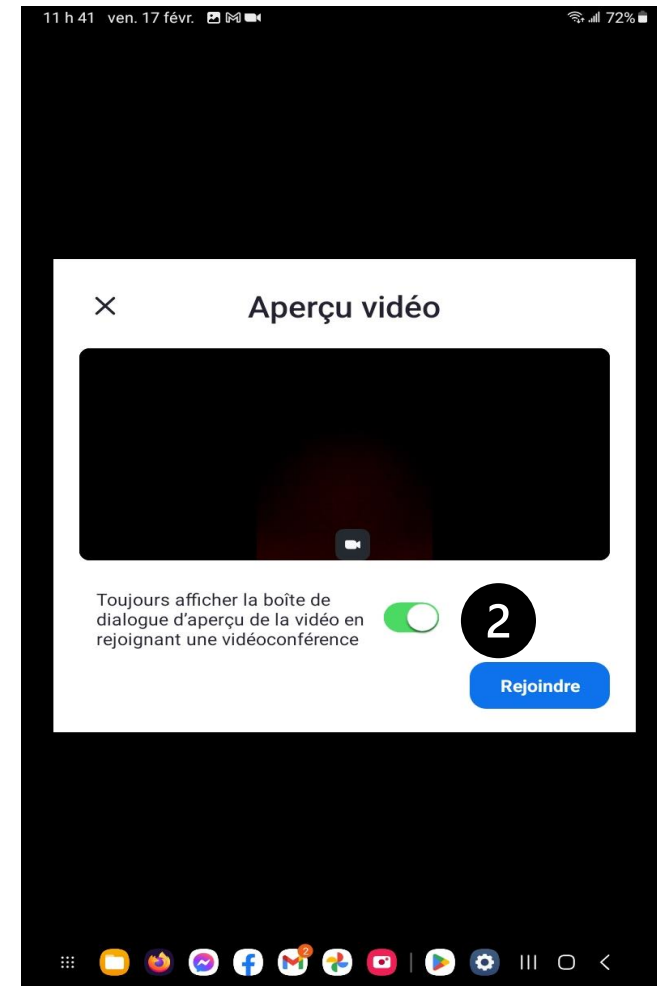 11 h 41 ven. 17 févr. 72%
Aperçu vidéo
Toujours afficher la boîte de
dialogue d'aperçu de la vidéo en
rejoignant une vidéoconférence
2
Rejoindre
2